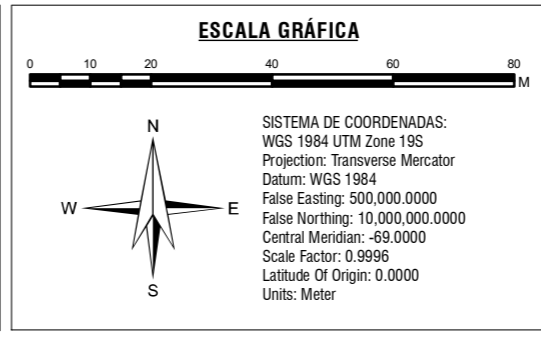 ESCALA GRÁFICA
0 10 20 40 60 80
M
N
W E
S
SISTEMA DE COORDENADAS:
WGS 1984 UTM Zone 19S
Projection: Transverse Mercator
Datum: WGS 1984
False Easting: 500,000.0000
False Northing: 10,000,000.0000
Central Meridian: -69.0000
Scale Factor: 0.9996
Latitude Of Origin: 0.0000
Units: Meter